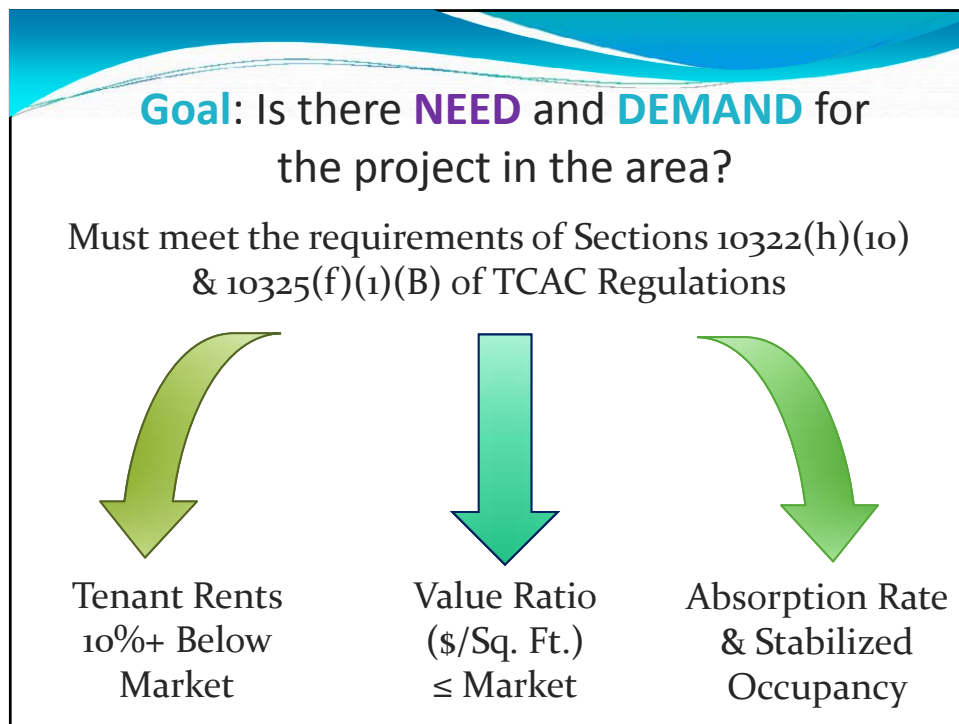 Goal: Is there NEED and DEMAND for
the project in the area?
Must meet the requirements of Sections 10322(h)(10)
& 10325(f)(1)(B) of TCAC Regulations
Tenant Rents
10%+ Below
Market
Value Ratio
($/Sq. Ft.)
≤ Market
Absorption Rate
& Stabilized
Occupancy